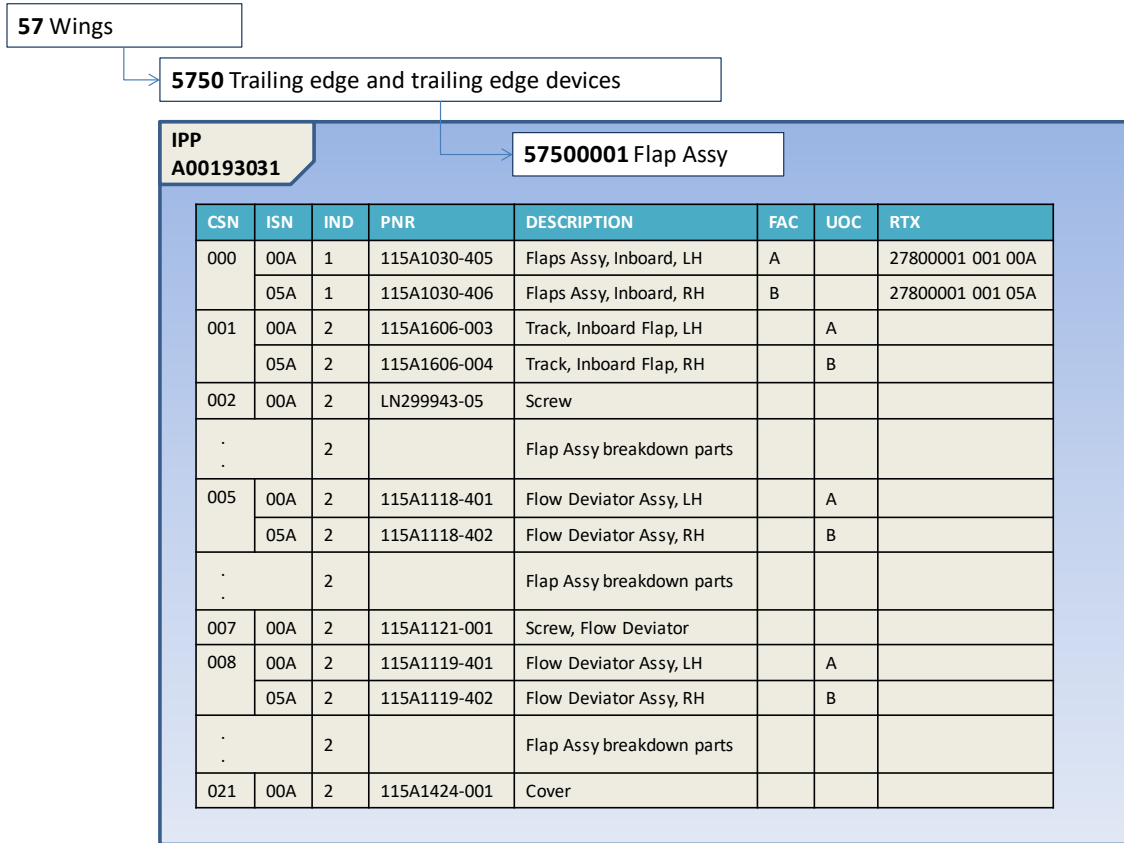 57 Wings
5750 Trailing edge and trailing edge devices
IPP
A00193031
57500001 Flap Assy
CSN ISN IND PNR DESCRIPTION FAC UOC RTX
000 00A 1 115A1030-405 Flaps Assy, Inboard, LH A 27800001 001 00A
05A 1 115A1030-406 Flaps Assy, Inboard, RH B 27800001 001 05A
001 00A 2 115A1606-003 Track, Inboard Flap, LH A
05A 2 115A1606-004 Track, Inboard Flap, RH B
002 00A 2 LN299943-05 Screw
.
. 2 Flap Assy breakdown parts
005 00A 2 115A1118-401 Flow Deviator Assy, LH A
05A 2 115A1118-402 Flow Deviator Assy, RH B
.
. 2 Flap Assy breakdown parts
007 00A 2 115A1121-001 Screw, Flow Deviator
008 00A 2 115A1119-401 Flow Deviator Assy, LH A
05A 2 115A1119-402 Flow Deviator Assy, RH B
.
. 2 Flap Assy breakdown parts
021 00A 2 115A1424-001 Cover